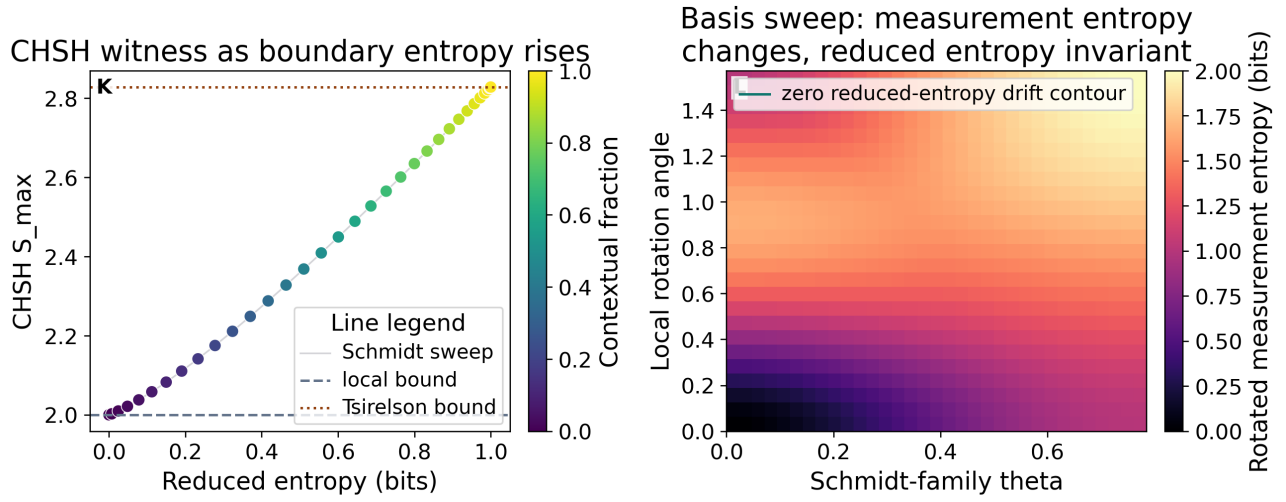 CHSH witness as boundary entropy rises
K
CHSH S_max
2.8
2.6
2.4
2.2
2.0
0.0
0.2
0.4
0.6
0.8
1.0
Reduced entropy (bits)
Line legend
Schmidt sweep
local bound
Tsirelson bound
1.0
0.8
0.6
0.4
0.2
0.0
Contextual fraction
Basis sweep: measurement entropy
changes, reduced entropy invariant
zero reduced-entropy drift contour
Local rotation angle
1.4
1.2
1.0
0.8
0.6
0.4
0.2
0.0
0.0
0.2
0.4
0.6
Schmidt-family theta
2.00
1.75
1.50
1.25
1.00
0.75
0.50
0.25
0.00
Rotated measurement entropy (bits)